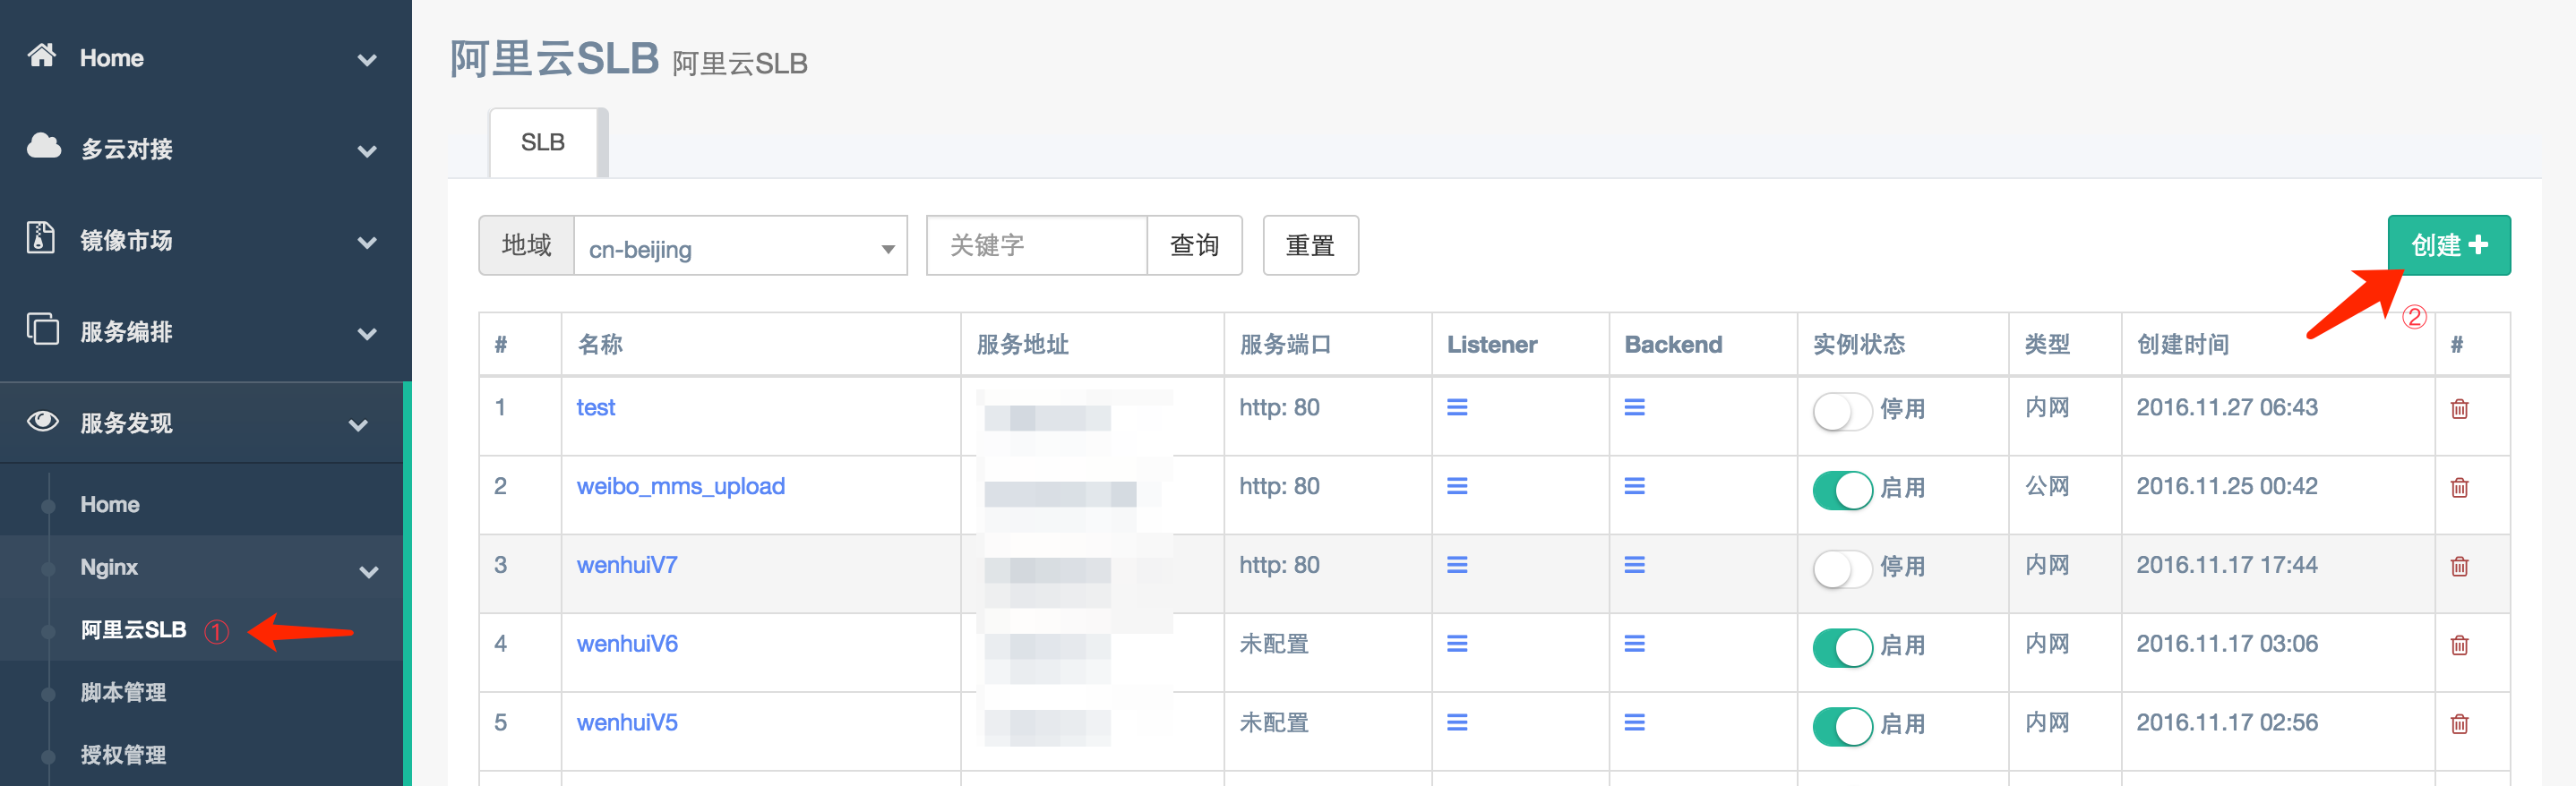 Home
多云对接
镜像市场
服务编排
服务发现
Home
Nginx
阿里云SLB ①
脚本管理
授权管理
阿里云SLB 阿里云SLB
SLB
地域 cn-beijing 关键字 查询 重置 创建 +
②
# 名称 服务地址 服务端口 Listener Backend 实例状态 类型 创建时间 #
1 test http: 80 停用 内网 2016.11.27 06:43
2 weibo_mms_upload http: 80 启用 公网 2016.11.25 00:42
3 wenhuiV7 http: 80 停用 内网 2016.11.17 17:44
4 wenhuiV6 未配置 启用 内网 2016.11.17 03:06
5 wenhuiV5 未配置 启用 内网 2016.11.17 02:56